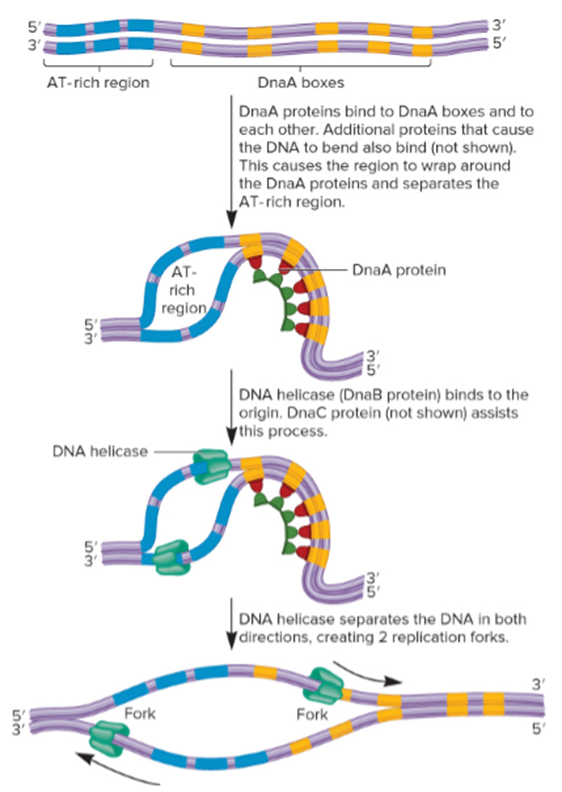 5′ 3′
3′ 5′
AT-rich region DnaA boxes
DnaA proteins bind to DnaA boxes and to
each other. Additional proteins that cause
the DNA to bend also bind (not shown).
This causes the region to wrap around
the DnaA proteins and separates the
AT-rich region.
AT-
rich
region
DnaA protein
5′
3′
3′
5′
DNA helicase (DnaB protein) binds to the
origin. DnaC protein (not shown) assists
this process.
DNA helicase
5′
3′
3′
5′
DNA helicase separates the DNA in both
directions, creating 2 replication forks.
3′
5′ Fork Fork
3′ 5′